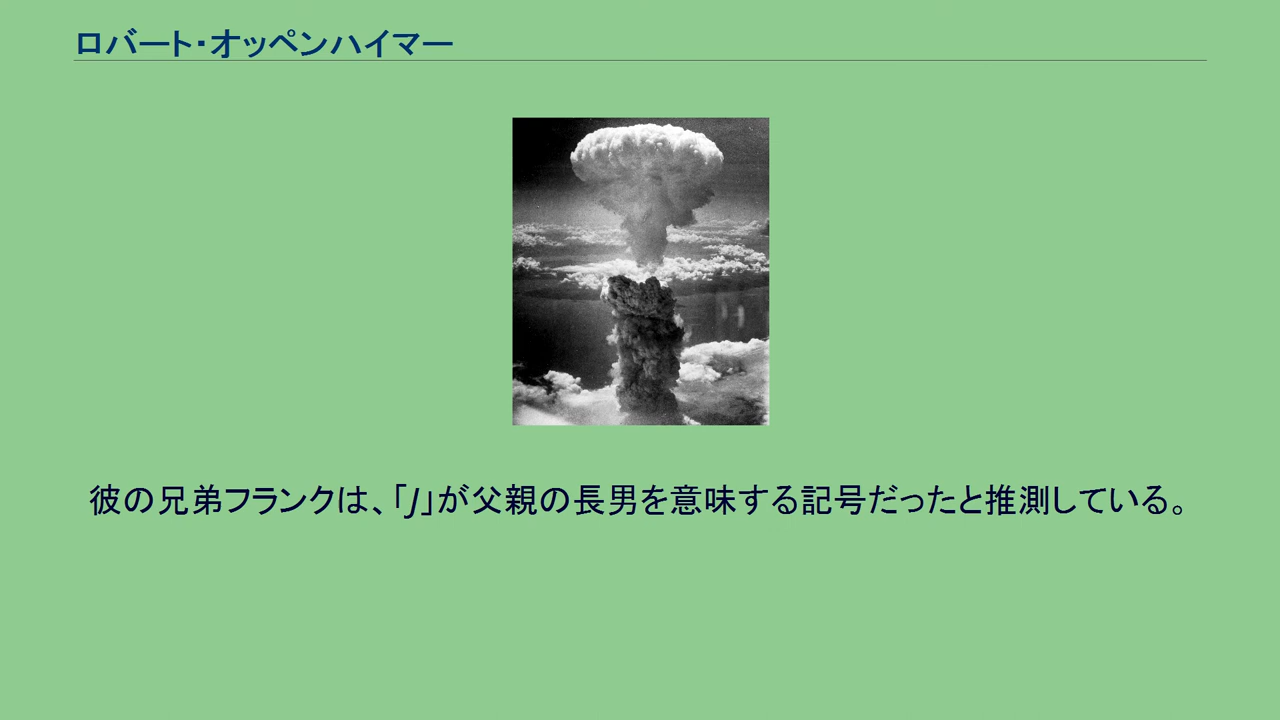 ロバート・オッペンハイマー
彼の兄弟フランクは、「J」が父親の長男を意味する記号だったと推測している。